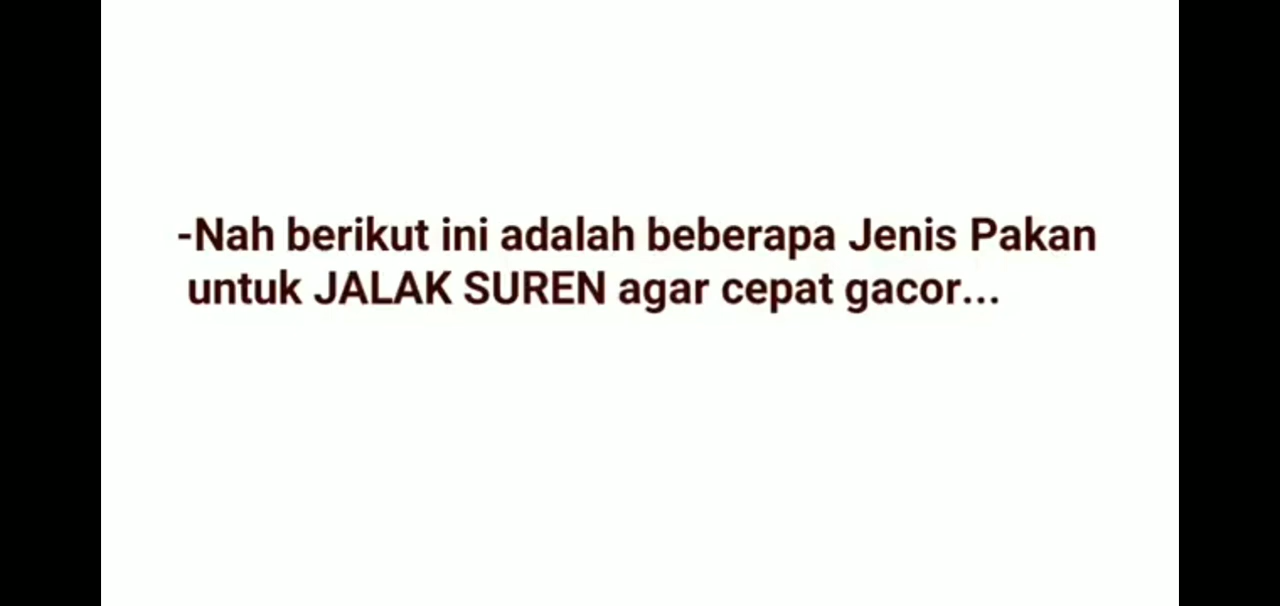 -Nah berikut ini adalah beberapa Jenis Pakan
untuk JALAK SUREN agar cepat gacor...